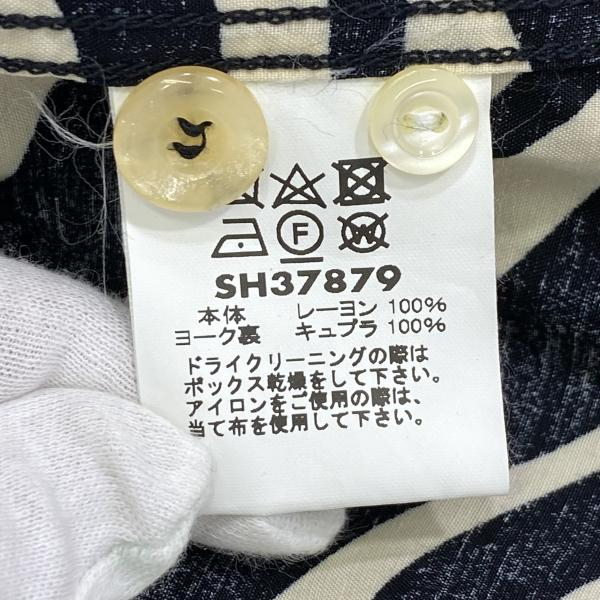 F
W
SH37879
本体 レーヨン 100%
ヨーク裏 キュプラ 100%
ドライクリーニングの際は
ボックス乾燥をして下さい。
アイロンをご使用の際は、
当て布を使用して下さい。